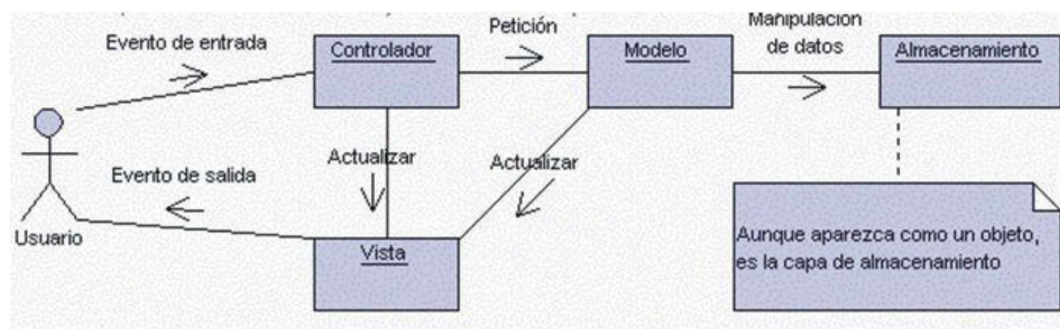 Evento de entrada
Controlador
Petición
Modelo
Manipulación
de datos
Almacenamiento
Actualizar
Actualizar
Evento de salida
Usuario
Vista
Aunque aparezca como un objeto,
es la capa de almacenamiento